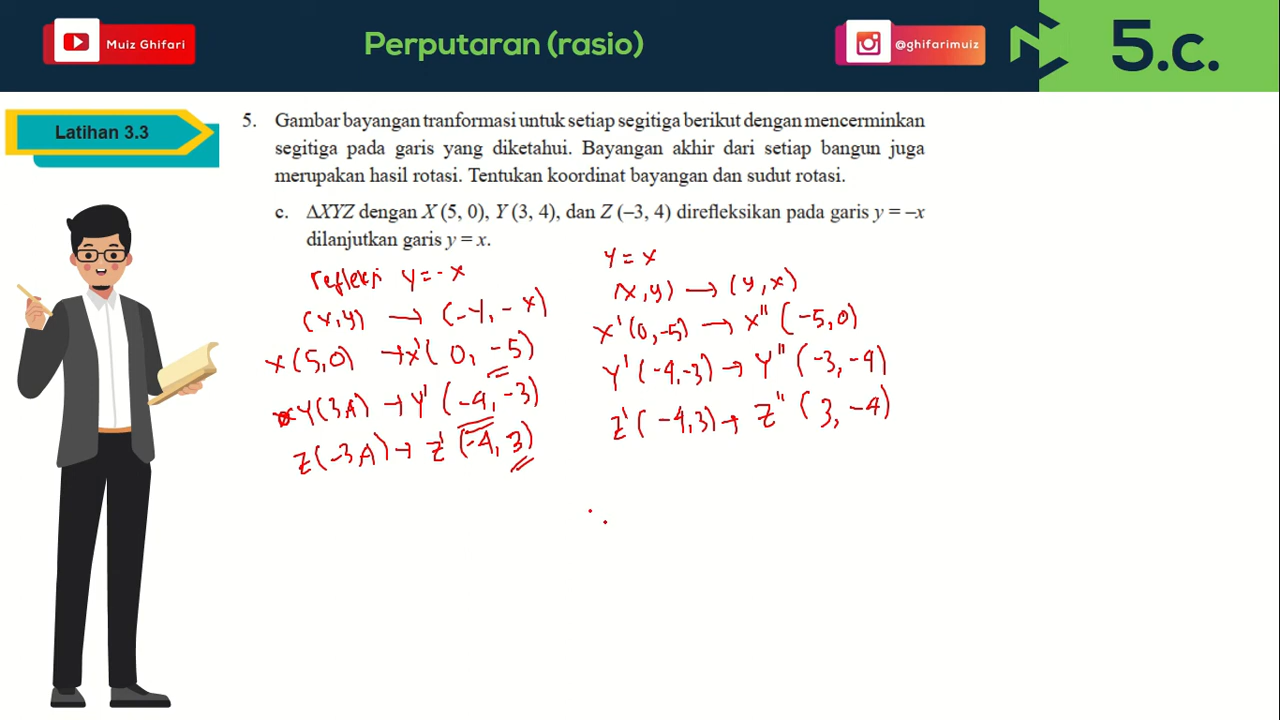 Muiz Ghifari
Perputaran (rasio)
@ghifarimuiz
5.c.
Latihan 3.3
5. Gambar bayangan tranformasi untuk setiap segitiga berikut dengan mencerminkan
segitiga pada garis yang diketahui. Bayangan akhir dari setiap bangun juga
merupakan hasil rotasi. Tentukan koordinat bayangan dan sudut rotasi.
c. ΔXYZ dengan X (5, 0), Y (3, 4), dan Z (–3, 4) direfleksikan pada garis y = –x
dilanjutkan garis y = x.
refleksi y = - x
(x,y) → (-y, - x)
X(5,0) → X' (0, -5)
Y(3,4) → Y' (-4, -3)
Z(-3,4) → Z' (-4, 3)
y = x
(x,y) → (y,x)
X' (0,-5) → X" (-5,0)
Y' (-4,-3) → Y" (-3,-4)
Z' (-4,3) → Z" (3,-4)